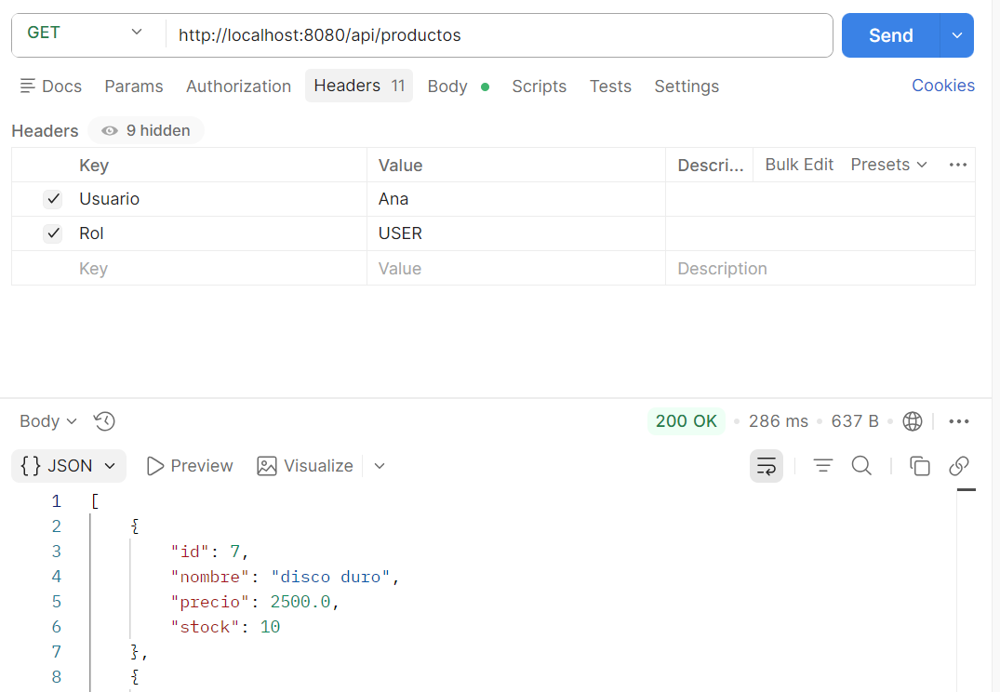 GET http://localhost:8080/api/productos Send
Docs Params Authorization Headers 11 Body Scripts Tests Settings Cookies
Headers 9 hidden
Key Value Descri... Bulk Edit Presets
Usuario Ana
Rol USER
Key Value Description
Body 200 OK 286 ms 637 B
{} JSON Preview Visualize
1 [
2 {
3 "id": 7,
4 "nombre": "disco duro",
5 "precio": 2500.0,
6 "stock": 10
7 },
8 {